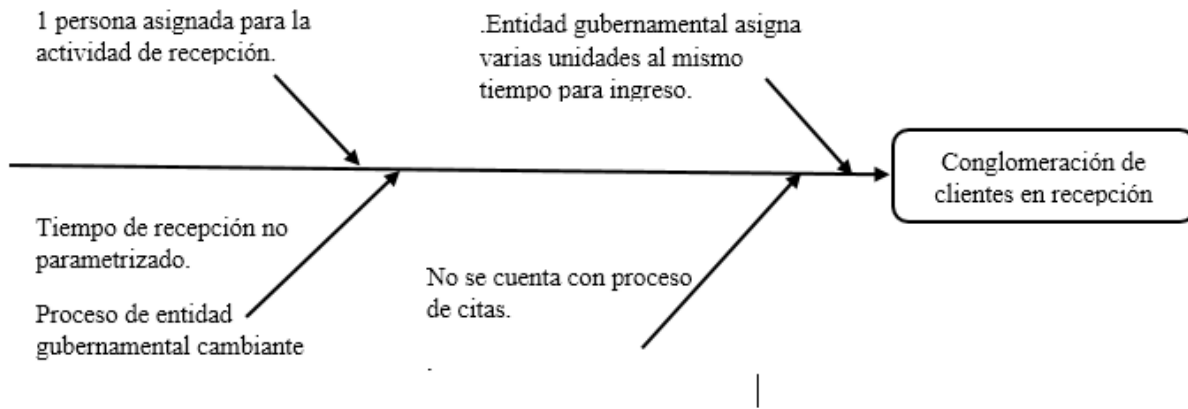 1 persona asignada para la
actividad de recepción.
.Entidad gubernamental asigna
varias unidades al mismo
tiempo para ingreso.
Conglomeración de
clientes en recepción
Tiempo de recepción no
parametrizado.
Proceso de entidad
gubernamental cambiante
No se cuenta con proceso
de citas.
.